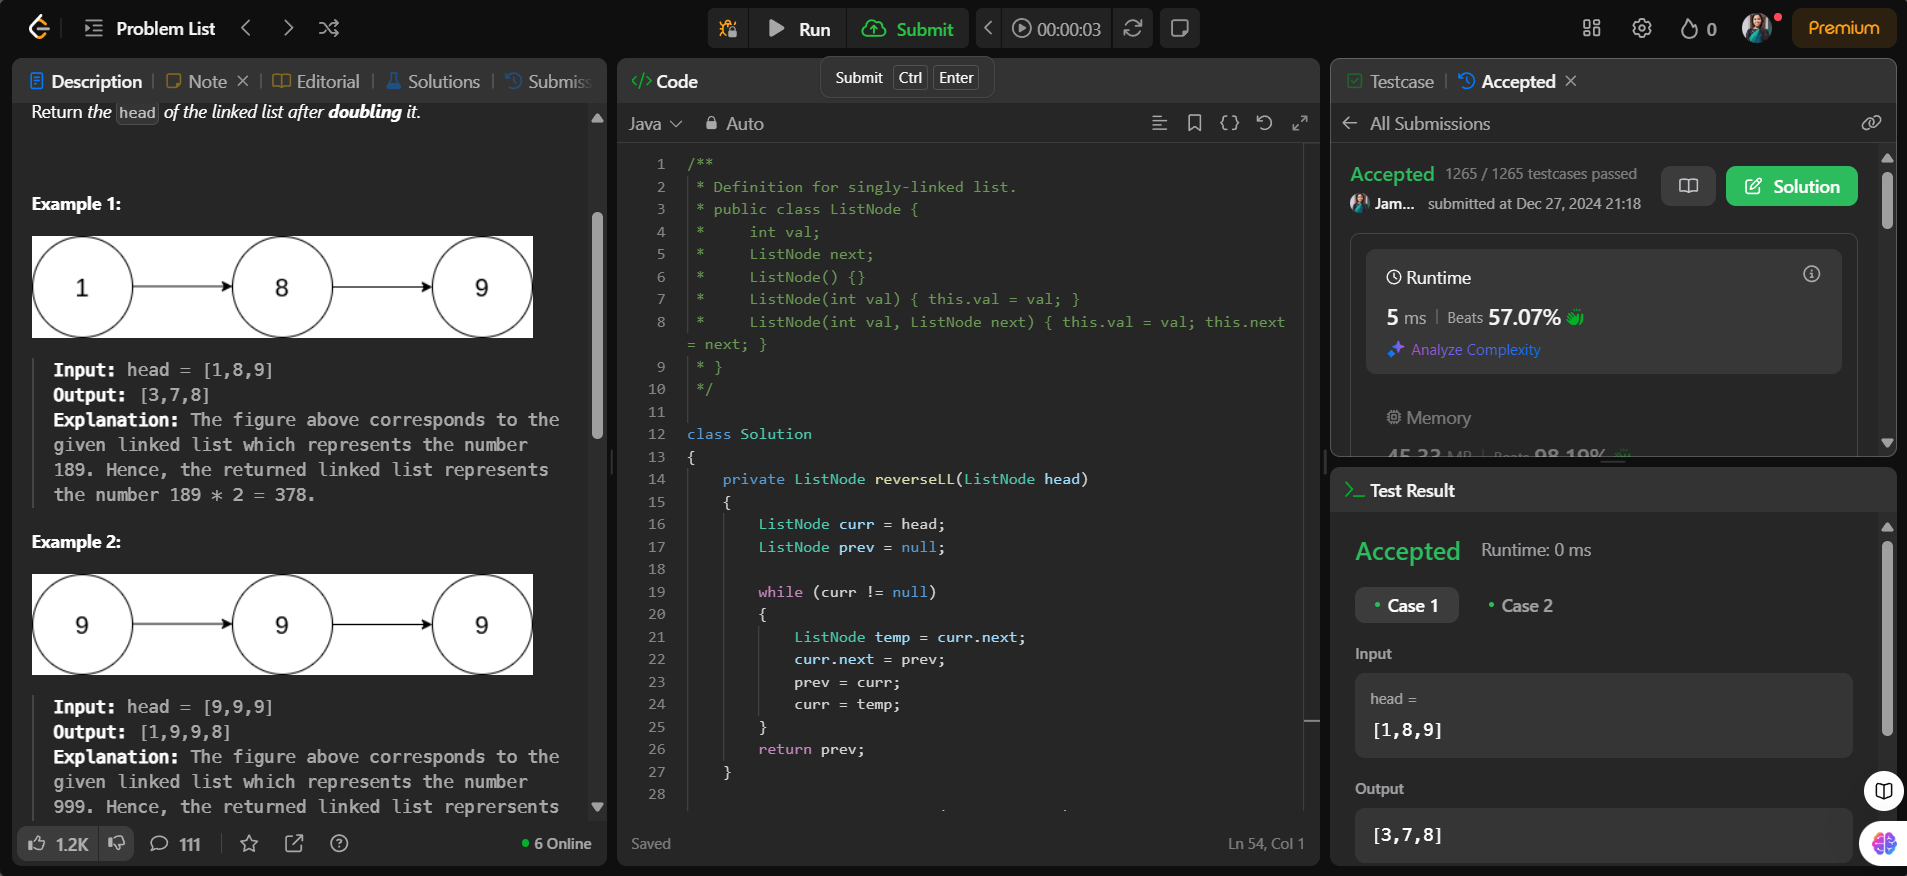 Problem List
Run
Submit
00:00:03
0
Premium
Description
Note
Editorial
Solutions
Submiss
Return the head of the linked list after doubling it.
Example 1:
1 8 9
Input: head = [1,8,9]
Output: [3,7,8]
Explanation: The figure above corresponds to the
given linked list which represents the number
189. Hence, the returned linked list represents
the number 189 * 2 = 378.
Example 2:
9 9 9
Input: head = [9,9,9]
Output: [1,9,9,8]
Explanation: The figure above corresponds to the
given linked list which represents the number
999. Hence, the returned linked list reprersents
1.2K
111
6 Online
</> Code
Submit Ctrl Enter
Java
Auto
1 /**
2 * Definition for singly-linked list.
3 * public class ListNode {
4 *     int val;
5 *     ListNode next;
6 *     ListNode() {}
7 *     ListNode(int val) { this.val = val; }
8 *     ListNode(int val, ListNode next) { this.val = val; this.next
= next; }
9 * }
10 */
11
12 class Solution
13 {
14     private ListNode reverseLL(ListNode head)
15     {
16         ListNode curr = head;
17         ListNode prev = null;
18
19         while (curr != null)
20         {
21             ListNode temp = curr.next;
22             curr.next = prev;
23             prev = curr;
24             curr = temp;
25         }
26         return prev;
27     }
28
Saved
Ln 54, Col 1
Testcase
Accepted
All Submissions
Accepted 1265 / 1265 testcases passed
Jam... submitted at Dec 27, 2024 21:18
Solution
Runtime
5 ms | Beats 57.07%
Analyze Complexity
Memory
45.33 MB | Beats 98.19%
Test Result
Accepted Runtime: 0 ms
Case 1
Case 2
Input
head =
[1,8,9]
Output
[3,7,8]